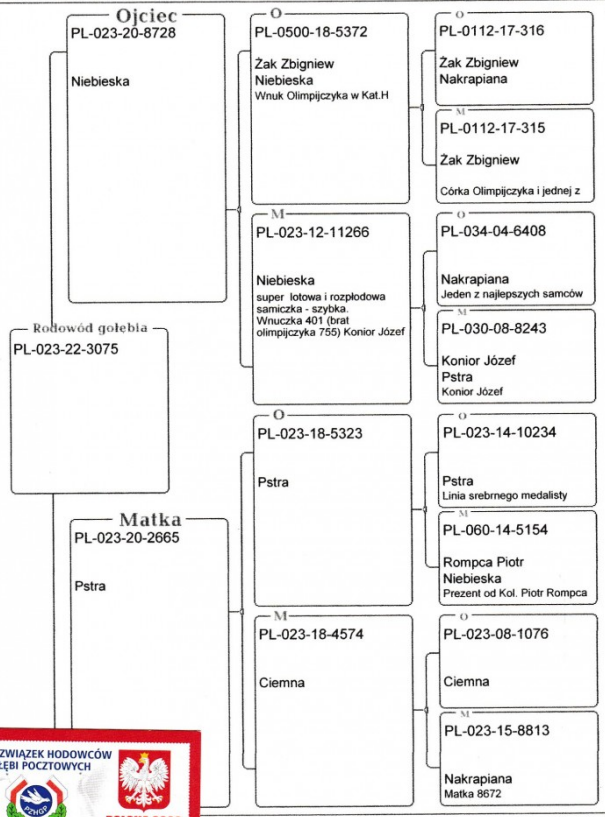 Ojciec
PL-023-20-8728
Niebieska
O
PL-0500-18-5372
Żak Zbigniew
Niebieska
Wnuk Olimpijczyka w Kat.H
O
PL-0112-17-316
Żak Zbigniew
Nakrapiana
M
PL-0112-17-315
Żak Zbigniew
Córka Olimpijczyka i jednej z
M
PL-023-12-11266
Niebieska
super lotowa i rozpłodowa
samiczka - szybka.
Wnuczka 401 (brat
olimpijczyka 755) Konior Józef
O
PL-034-04-6408
Nakrapiana
Jeden z najlepszych samców
M
PL-030-08-8243
Konior Józef
Pstra
Konior Józef
Rodowód gołębia
PL-023-22-3075
Matka
PL-023-20-2665
Pstra
O
PL-023-18-5323
Pstra
O
PL-023-14-10234
Pstra
Linia srebrnego medalisty
M
PL-060-14-5154
Rompca Piotr
Niebieska
Prezent od Kol. Piotr Rompca
M
PL-023-18-4574
Ciemna
O
PL-023-08-1076
Ciemna
M
PL-023-15-8813
Nakrapiana
Matka 8672
ZWIĄZEK HODOWCÓW
ŁĘBI POCZTOWYCH
PZHGP